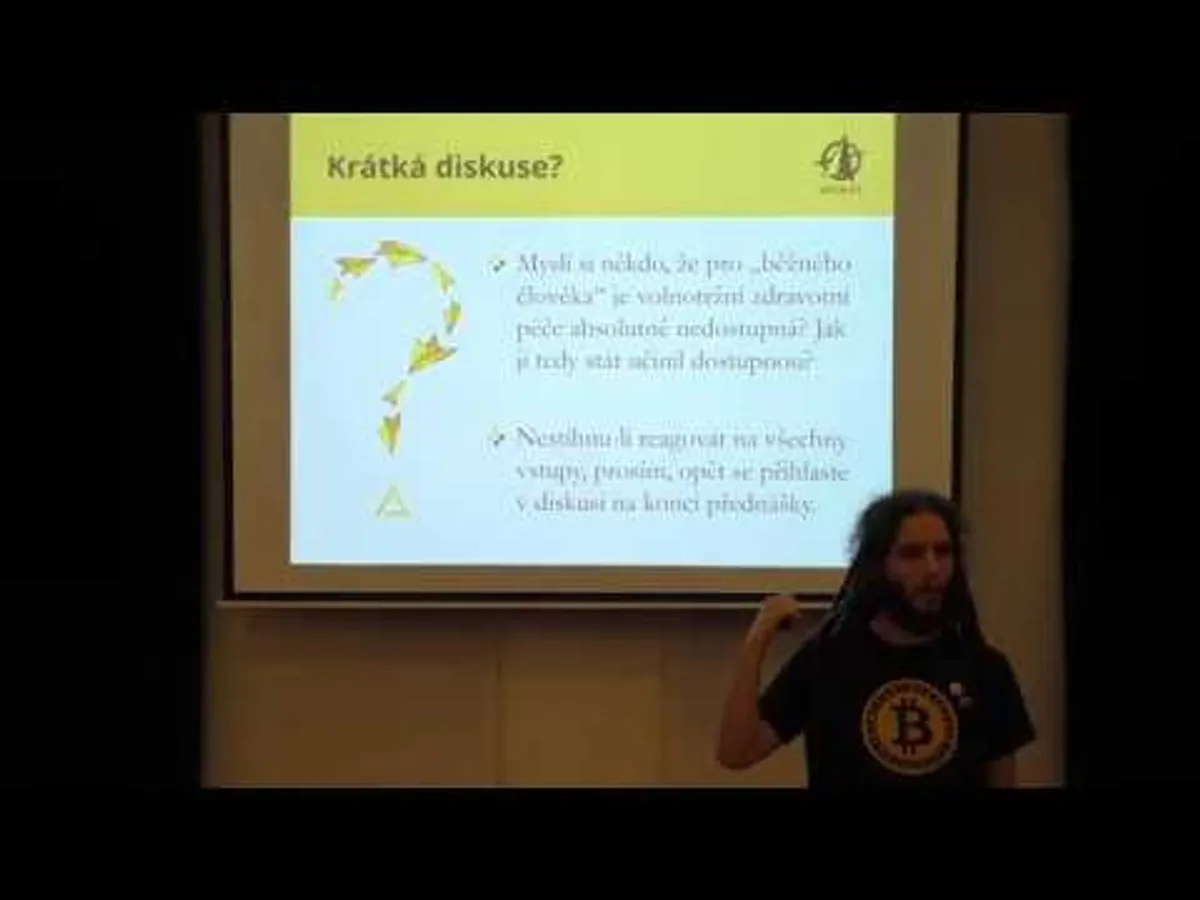 Krátká diskuse?
Myslí si někdo, že pro „běžného
člověka“ je volnotržní zdravotní
péče absolutně nedostupná? Jak
ji tedy stát učinil dostupnou?
Nestihnu-li reagovat na všechny
vstupy, prosím, opět se přihlaste
v diskusi na konci přednášky.
B